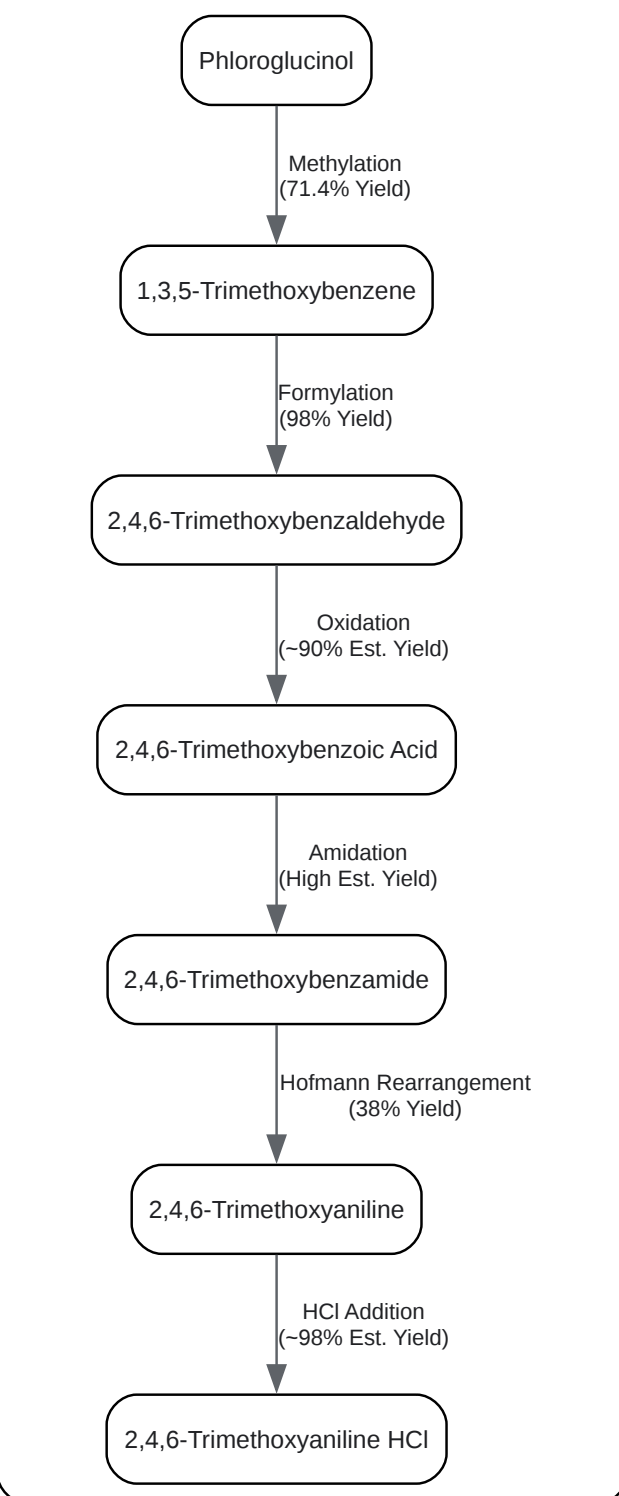 Phloroglucinol
Methylation
(71.4% Yield)
1,3,5-Trimethoxybenzene
Formylation
(98% Yield)
2,4,6-Trimethoxybenzaldehyde
Oxidation
(~90% Est. Yield)
2,4,6-Trimethoxybenzoic Acid
Amidation
(High Est. Yield)
2,4,6-Trimethoxybenzamide
Hofmann Rearrangement
(38% Yield)
2,4,6-Trimethoxyaniline
HCl Addition
(~98% Est. Yield)
2,4,6-Trimethoxyaniline HCl